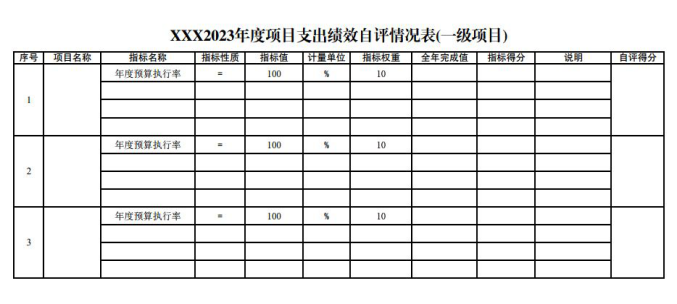 XXX2023年度项目支出绩效自评情况表(一级项目)
序号 项目名称 指标名称 指标性质 指标值 计量单位 指标权重 全年完成值 指标得分 说明 自评得分
1 年度预算执行率 = 100 % 10
2 年度预算执行率 = 100 % 10
3 年度预算执行率 = 100 % 10